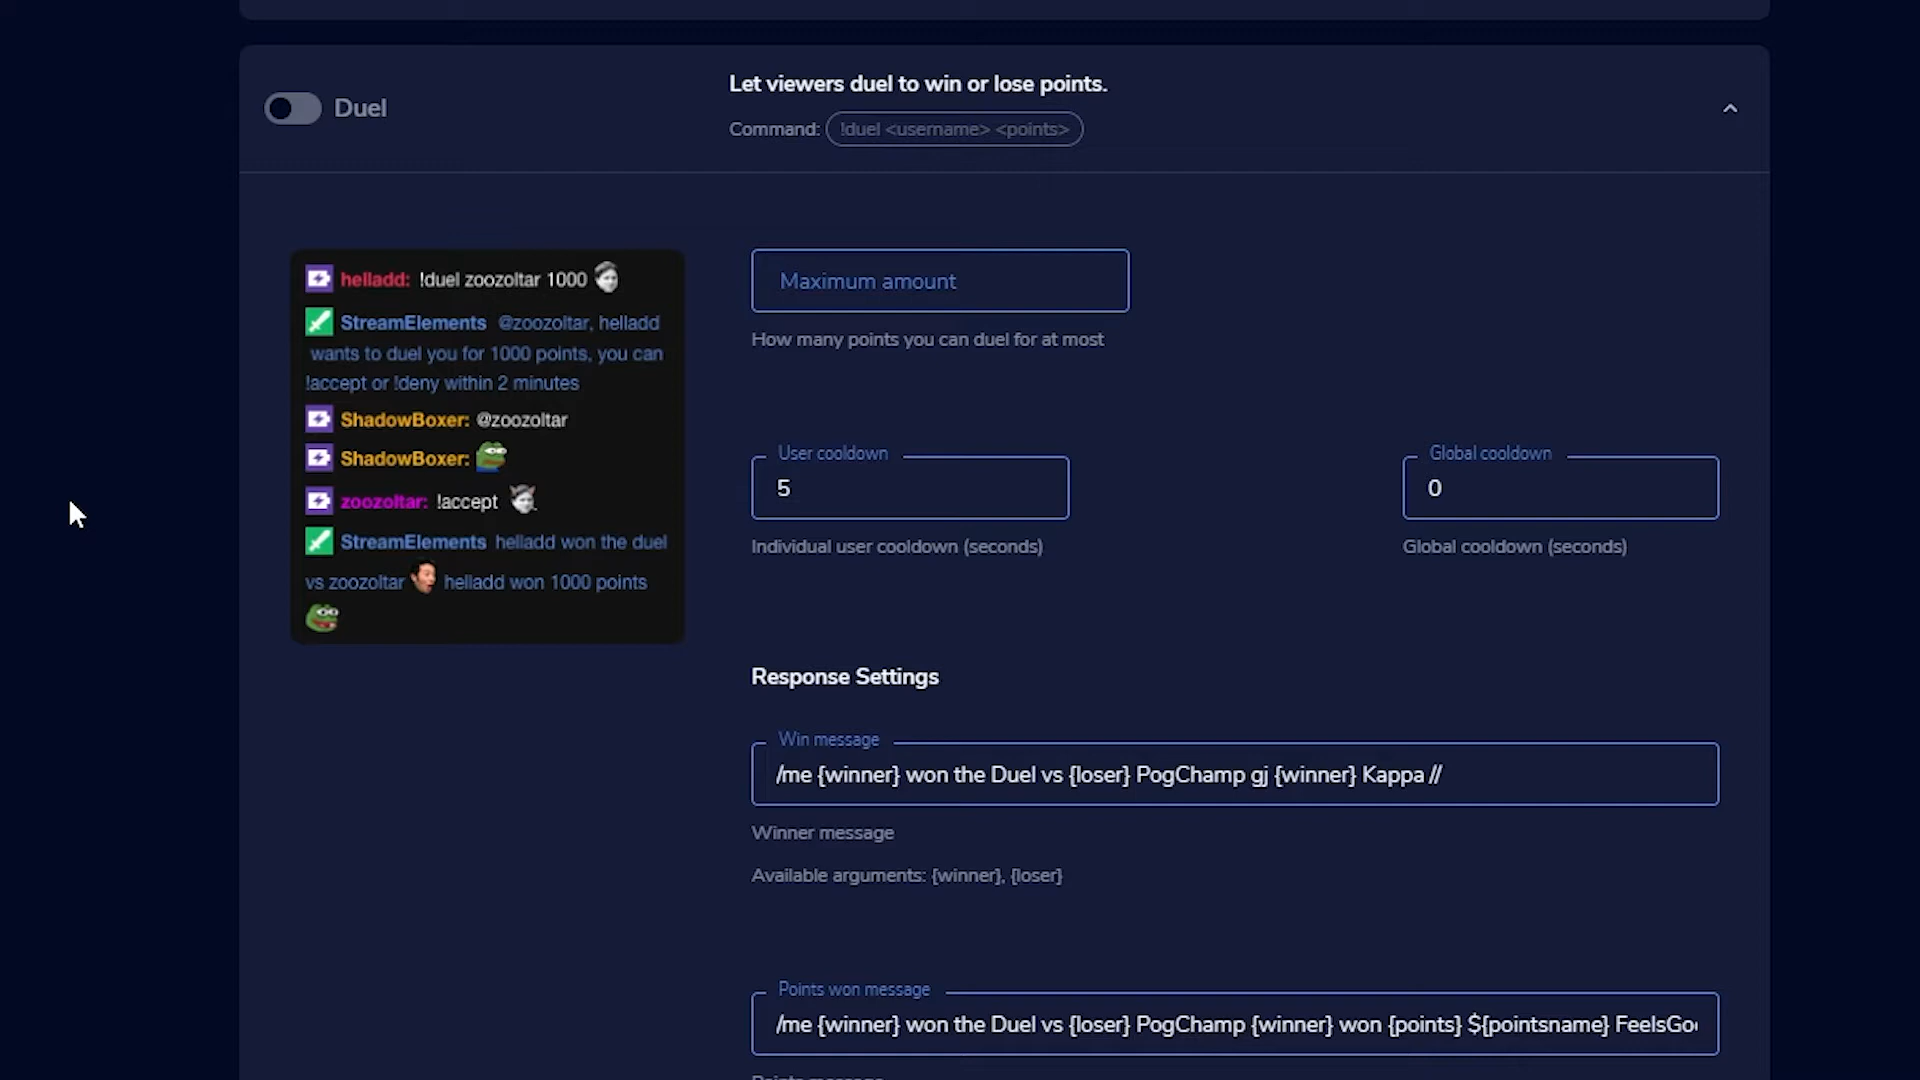 Duel
Let viewers duel to win or lose points.
Command: !duel <username> <points>
helladd: !duel zoozoltar 1000
StreamElements @zoozoltar, helladd
wants to duel you for 1000 points, you can
!accept or !deny within 2 minutes
ShadowBoxer: @zoozoltar
ShadowBoxer:
zoozoltar: !accept
StreamElements helladd won the duel
vs zoozoltar helladd won 1000 points
Maximum amount
How many points you can duel for at most
User cooldown
5
Individual user cooldown (seconds)
Global cooldown
0
Global cooldown (seconds)
Response Settings
Win message
/me {winner} won the Duel vs {loser} PogChamp gj {winner} Kappa //
Winner message
Available arguments: {winner}, {loser}
Points won message
/me {winner} won the Duel vs {loser} PogChamp {winner} won {points} ${pointsname}